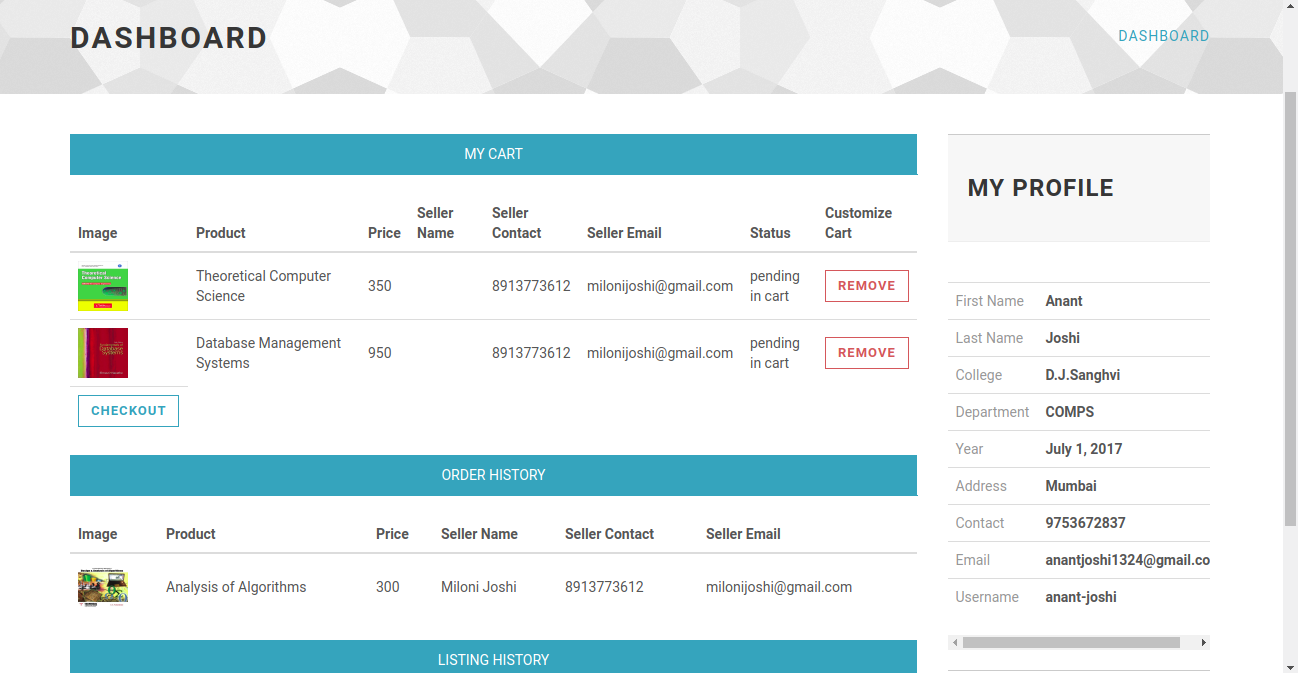 DASHBOARD
DASHBOARD
MY CART
Image Product Price Seller Name Seller Contact Seller Email Status Customize Cart
Theoretical Computer Science 350 8913773612 milonijoshi@gmail.com pending in cart REMOVE
Database Management Systems 950 8913773612 milonijoshi@gmail.com pending in cart REMOVE
CHECKOUT
ORDER HISTORY
Image Product Price Seller Name Seller Contact Seller Email
Analysis of Algorithms 300 Miloni Joshi 8913773612 milonijoshi@gmail.com
LISTING HISTORY
MY PROFILE
First Name Anant
Last Name Joshi
College D.J.Sanghvi
Department COMPS
Year July 1, 2017
Address Mumbai
Contact 9753672837
Email anantjoshi1324@gmail.co
Username anant-joshi